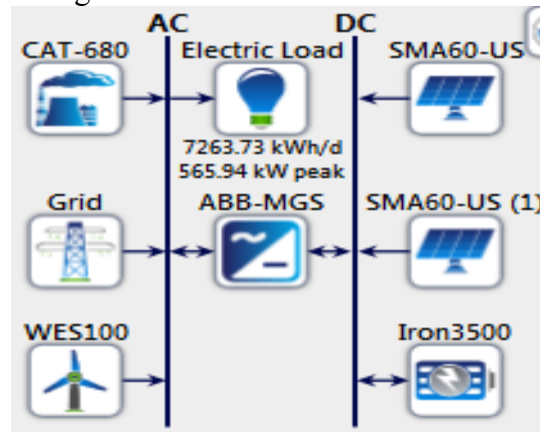 AC DC
CAT-680 Electric Load SMA60-US
7263.73 kWh/d
565.94 kW peak
Grid ABB-MGS SMA60-US (1)
WES100 Iron3500